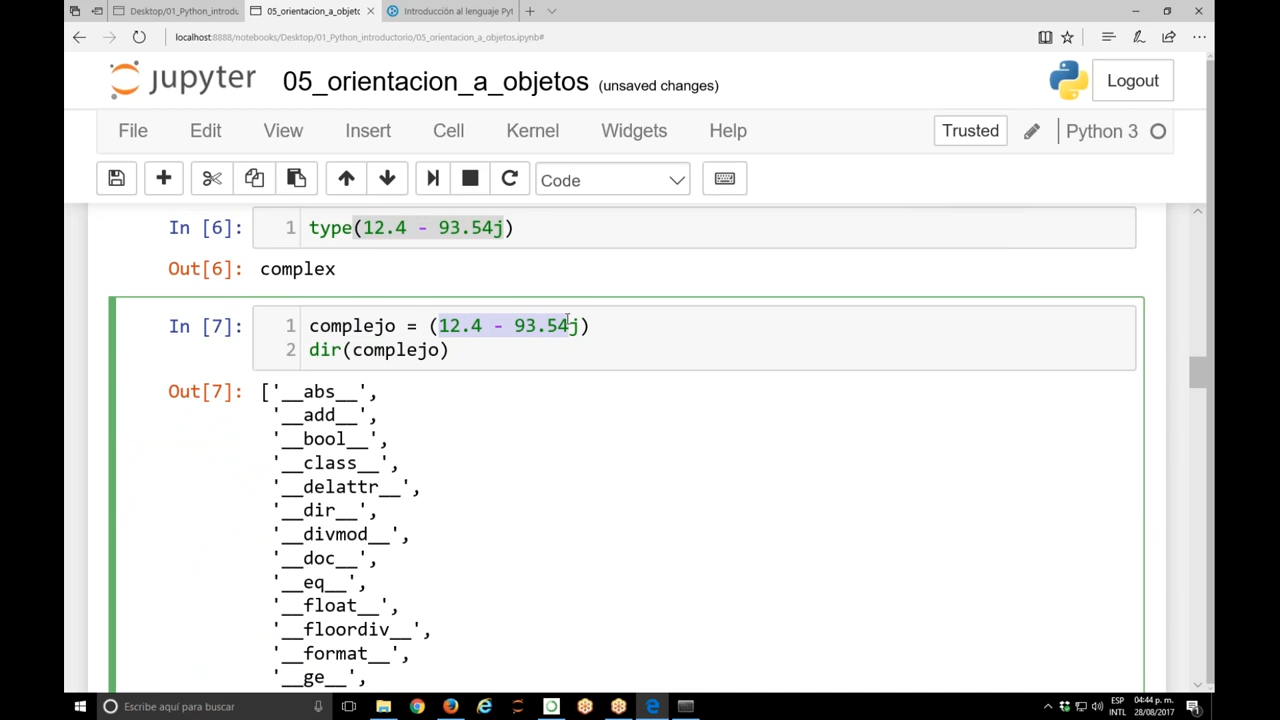 Desktop/01_Python_introdu
05_orientacion_a_objeto
Introducción al lenguaje Pyt
localhost:8888/notebooks/Desktop/01_Python_introductorio/05_orientacion_a_objetos.ipynb#
jupyter 05_orientacion_a_objetos (unsaved changes)
Logout
File Edit View Insert Cell Kernel Widgets Help
Trusted
Python 3
Code
In [6]: 1 type(12.4 - 93.54j)
Out[6]: complex
In [7]: 1 complejo = (12.4 - 93.54j)
2 dir(complejo)
Out[7]: ['__abs__',
'__add__',
'__bool__',
'__class__',
'__delattr__',
'__dir__',
'__divmod__',
'__doc__',
'__eq__',
'__float__',
'__floordiv__',
'__format__',
'__ge__',
Escribe aquí para buscar
ESP 04:44 p. m.
INTL 28/08/2017